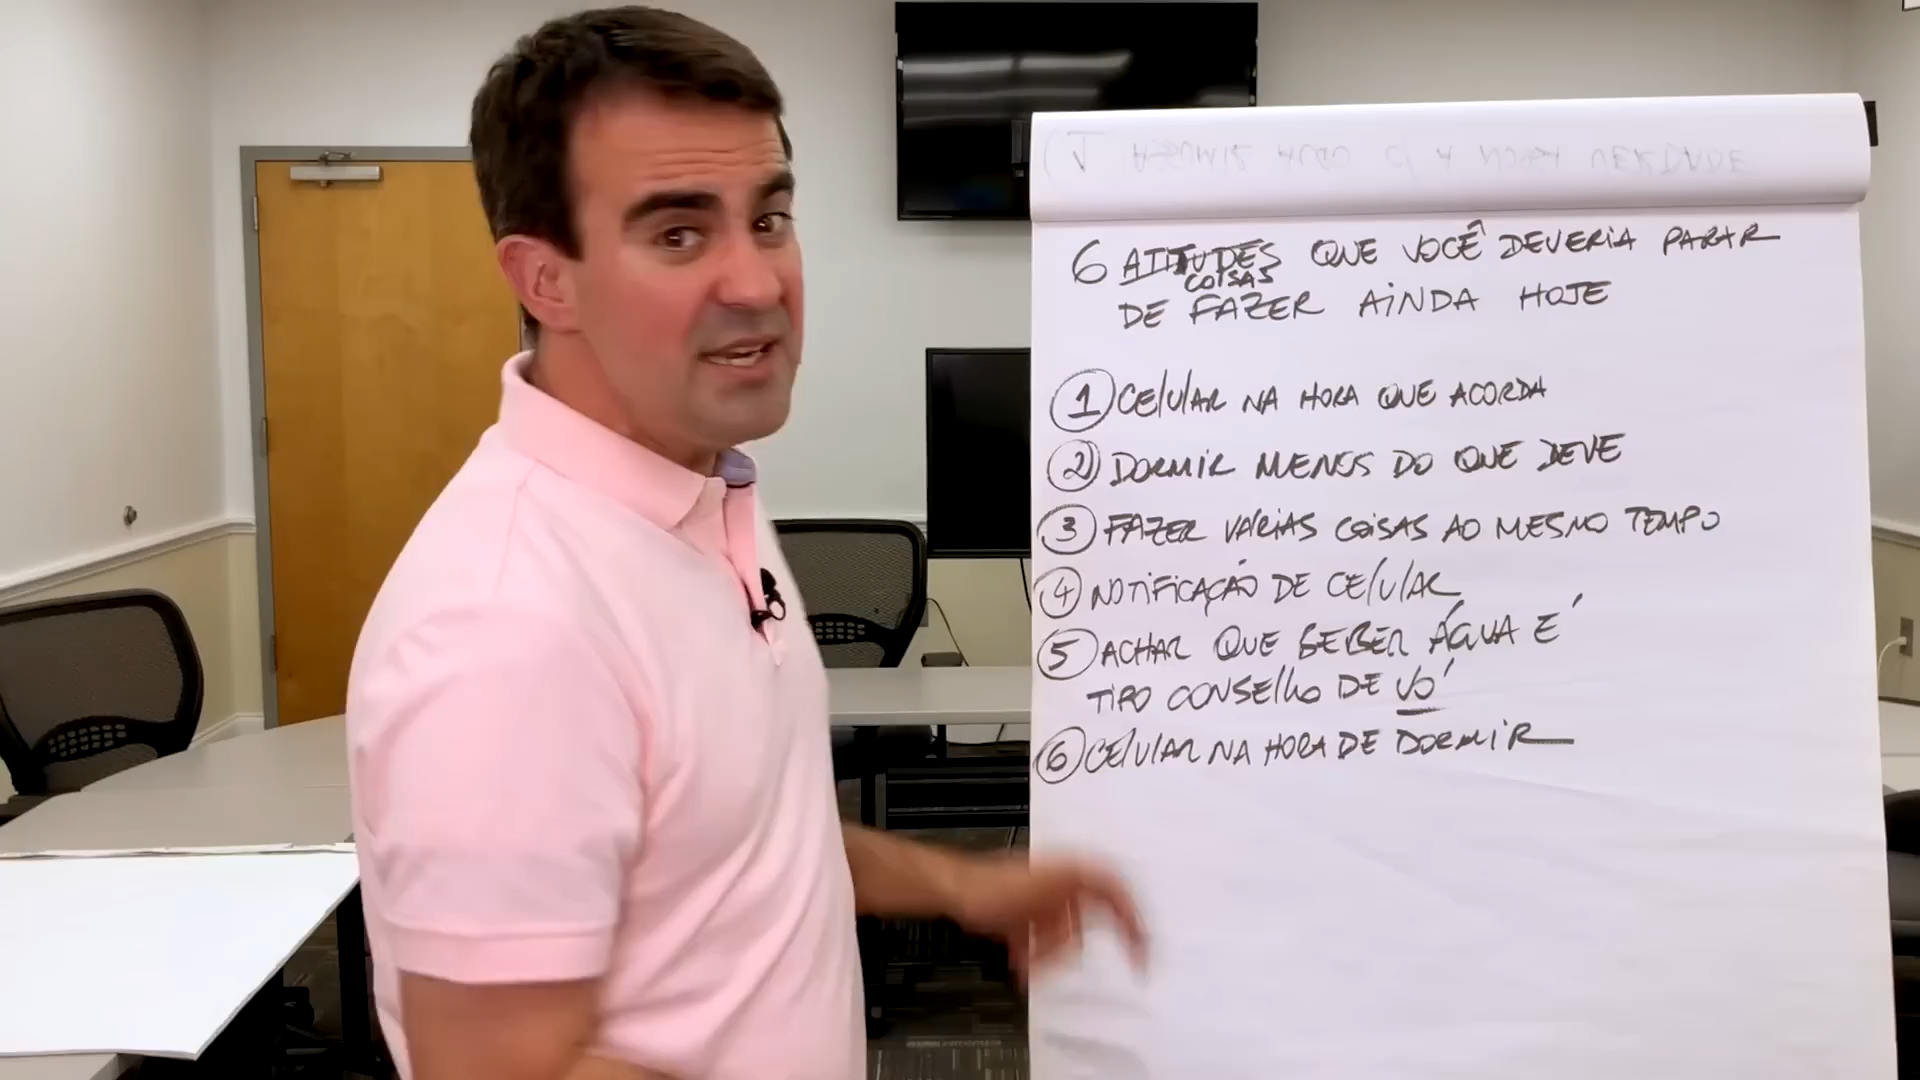 6 ATITUDES QUE VOCÊ DEVERIA PARAR
COISAS
DE FAZER AINDA HOJE
1 CElUlAR NA HORA QUE ACORDA
2 DORMIR MENOS DO QUE DEVE
3 FAZER VÁRIAS COISAS AO MESMO TEMPO
4 NOTIFICAÇÃO DE CElUlAR
5 ACHAR QUE BEBER ÁGUA É
TIPO CONSElhO DE VÓ
6 CElUlAR NA HORA DE DORMIR